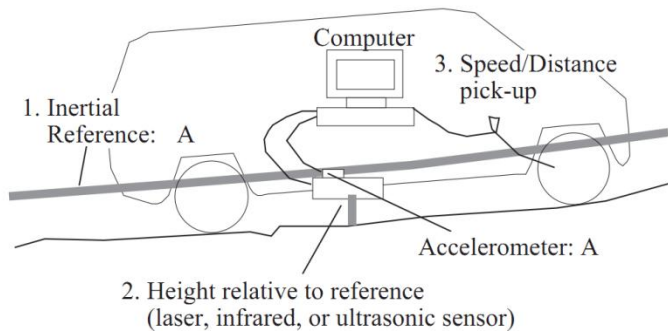 Computer
3. Speed/Distance
pick-up
1. Inertial
Reference: A
Accelerometer: A
2. Height relative to reference
(laser, infrared, or ultrasonic sensor)